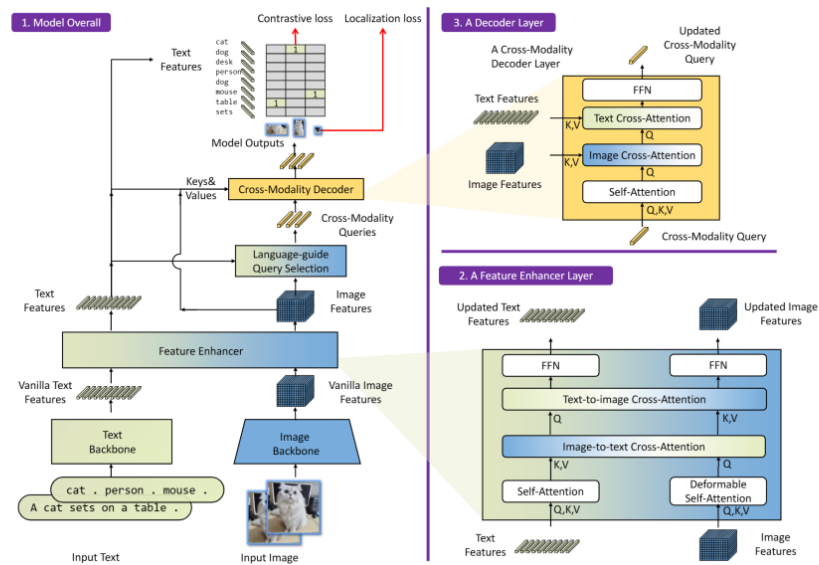 1. Model Overall
Contrastive loss
Localization loss
Text
Features
cat
dog
desk
person
dog
mouse
table
sets
1
1
1
Model Outputs
Keys&
Values
Cross-Modality Decoder
Cross-Modality
Queries
Language-guide
Query Selection
Text
Features
Image
Features
Feature Enhancer
Vanilla Text
Features
Vanilla Image
Features
Text
Backbone
Image
Backbone
cat . person . mouse .
A cat sets on a table .
Input Text
Input Image
3. A Decoder Layer
A Cross-Modality
Decoder Layer
Updated
Cross-Modality
Query
FFN
Text Features
K,V
Text Cross-Attention
Q
K,V
Image Cross-Attention
Image Features
Q
Self-Attention
Q,K,V
Cross-Modality Query
2. A Feature Enhancer Layer
Updated Text
Features
Updated Image
Features
FFN
FFN
Text-to-image Cross-Attention
Q
K,V
Image-to-text Cross-Attention
K,V
Q
Self-Attention
Deformable
Self-Attention
Q,K,V
Q,K,V
Text
Features
Image
Features